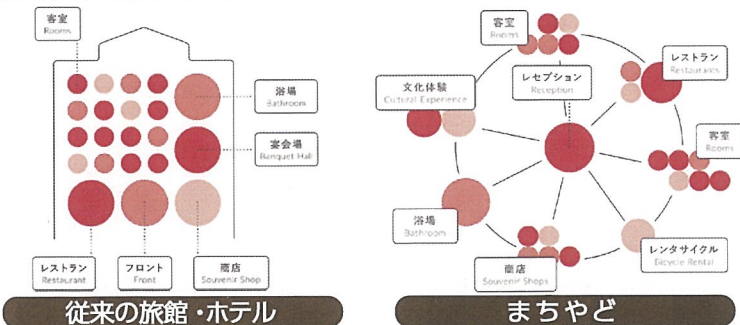 客室
Rooms
浴場
Bathroom
宴会場
Banquet Hall
レストラン
Restaurant
フロント
Front
商店
Souvenir Shop
従来の旅館・ホテル
客室
Rooms
レストラン
Restaurants
文化体験
Cultural Experience
レセプション
Reception
客室
Rooms
浴場
Bathroom
商店
Souvenir Shops
レンタサイクル
Bicycle Rental
まちやど